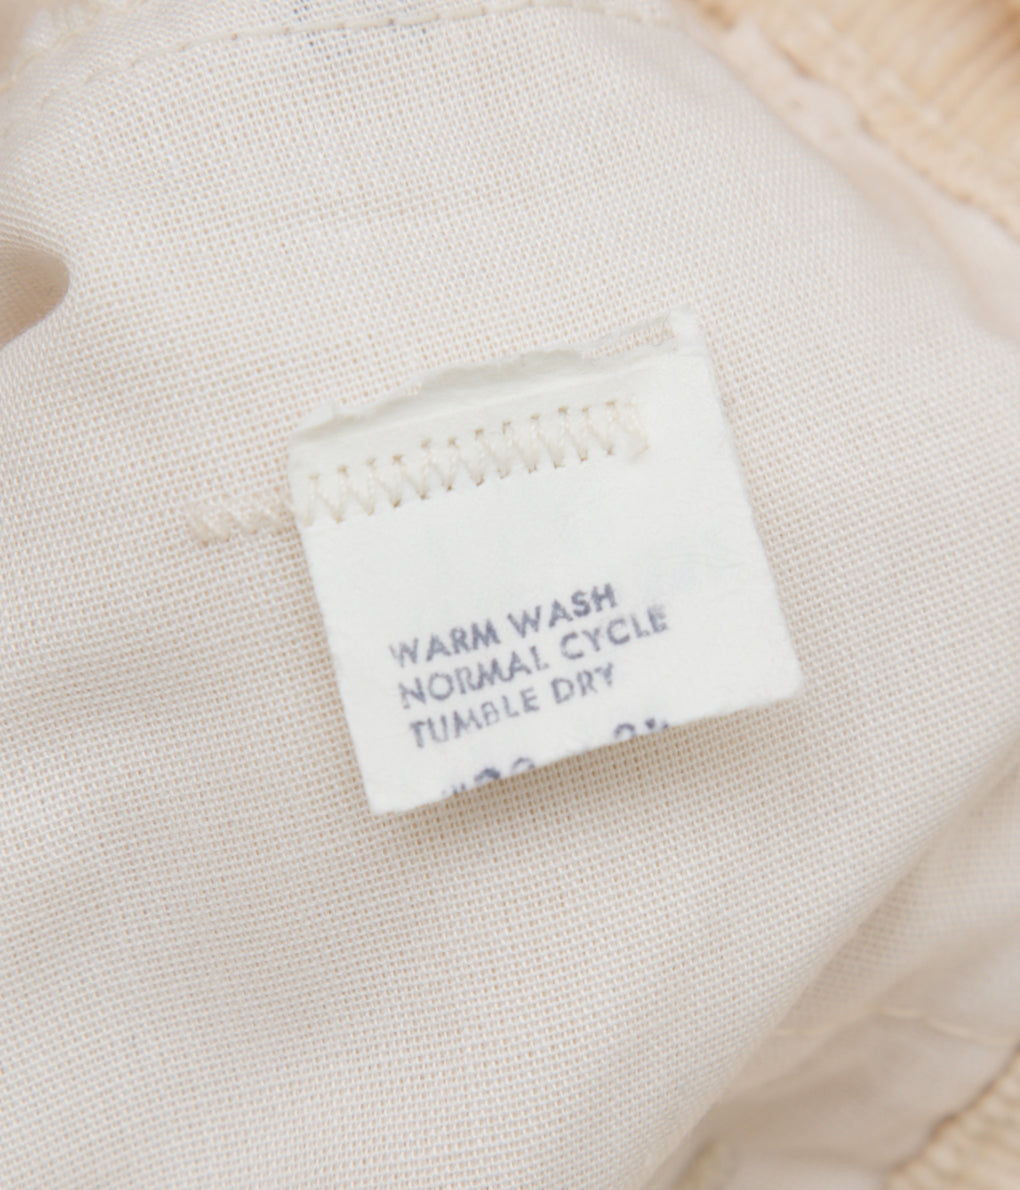 WARM WASH
NORMAL CYCLE
TUMBLE DRY